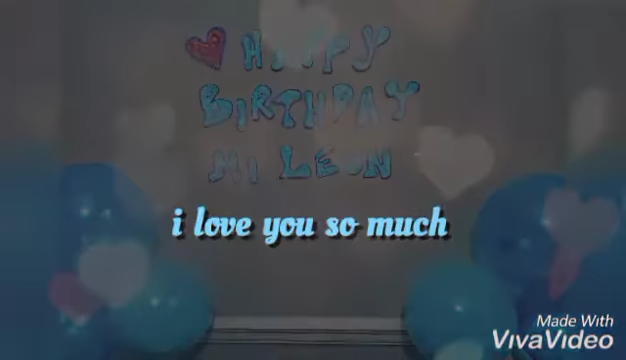 HAPPY
BIRTHDAY
MI LEON
i love you so much
Made With
VivaVideo